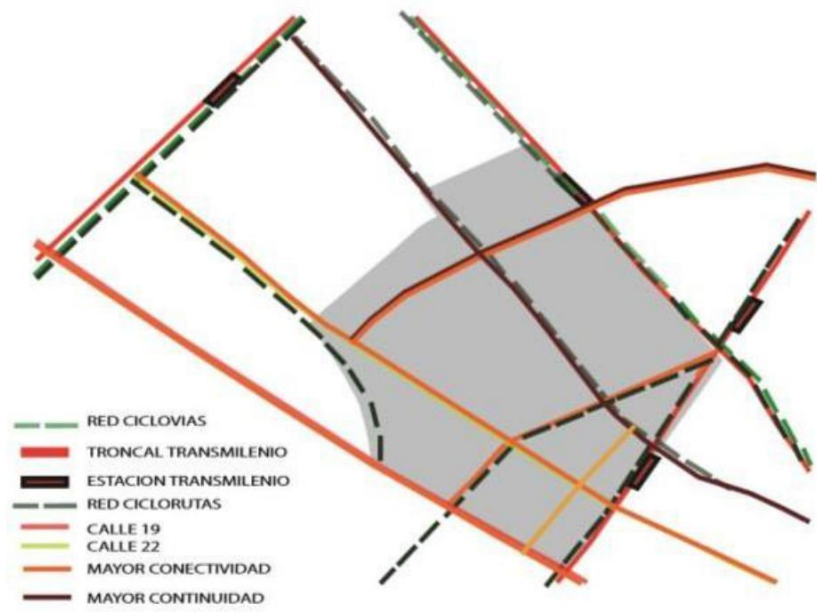 RED CICLOVIAS
TRONCAL TRANSMILENIO
ESTACION TRANSMILENIO
RED CICLORUTAS
CALLE 19
CALLE 22
MAYOR CONECTIVIDAD
MAYOR CONTINUIDAD